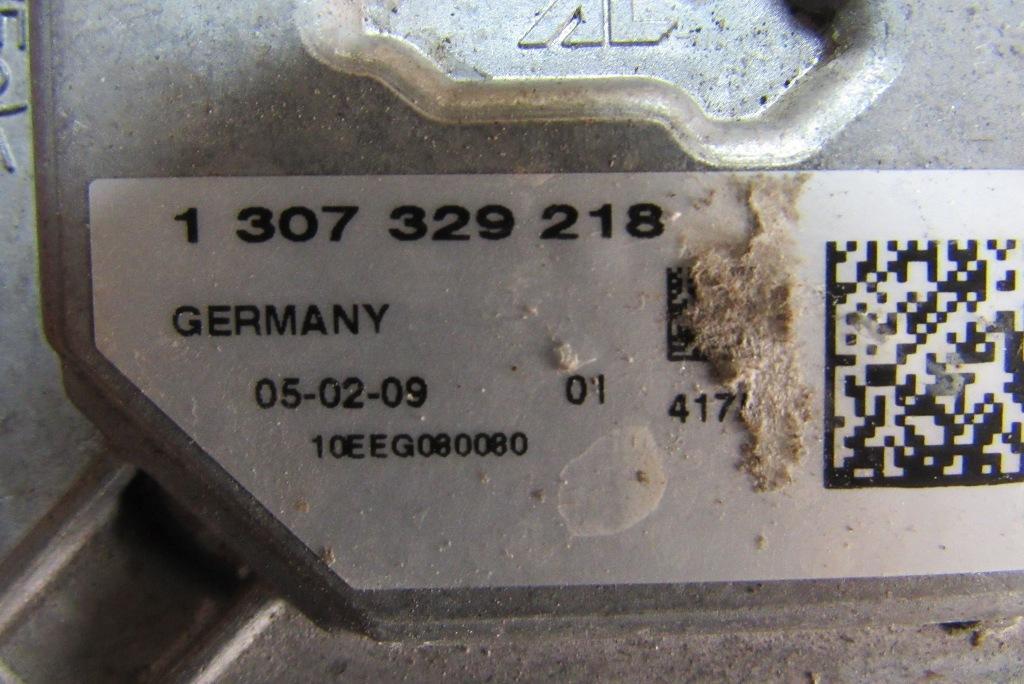 1 307 329 218
GERMANY
05-02-09 01 417
10EEG080080